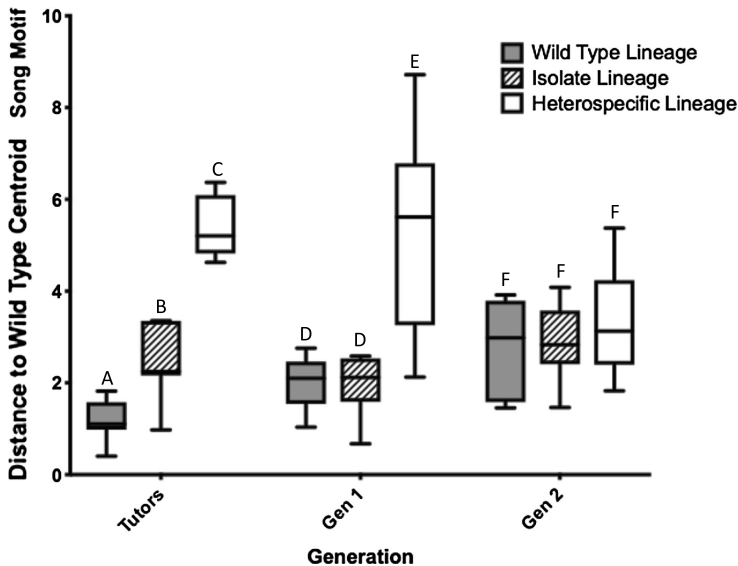 Distance to Wild Type Centroid Song Motif
10
8
6
4
2
0
Wild Type Lineage
Isolate Lineage
Heterospecific Lineage
A
B
C
D
D
E
F
F
F
Tutors
Gen 1
Gen 2
Generation